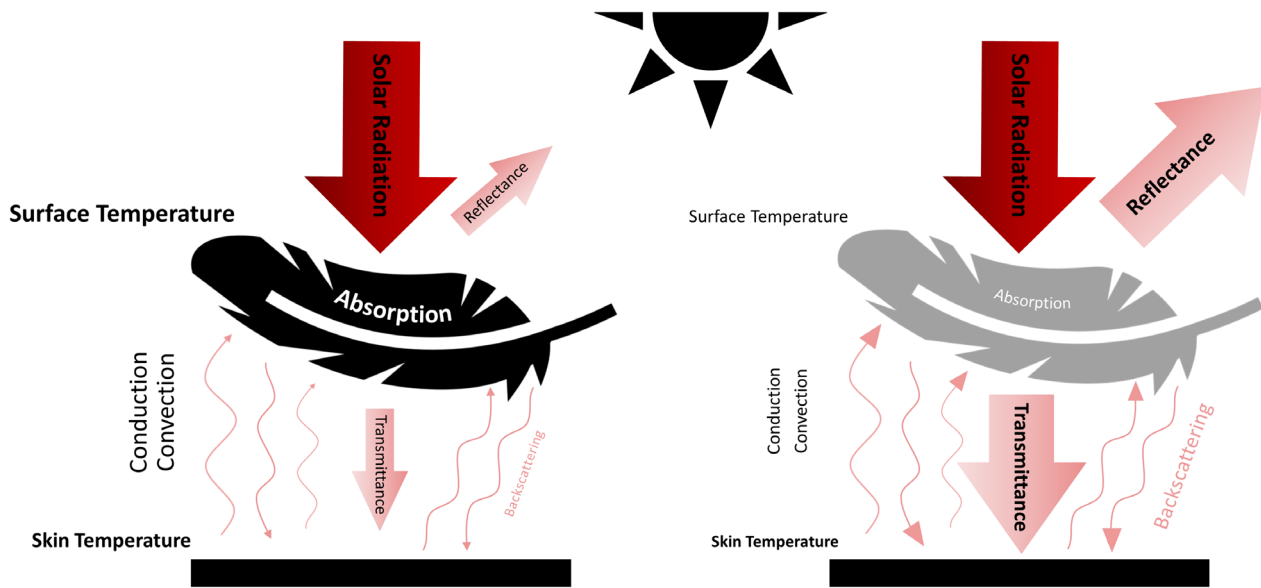 Solar Radiation
Reflectance
Surface Temperature
Absorption
Conduction
Convection
Transmittance
Backscattering
Skin Temperature
Solar Radiation
Reflectance
Surface Temperature
Absorption
Conduction
Convection
Transmittance
Backscattering
Skin Temperature